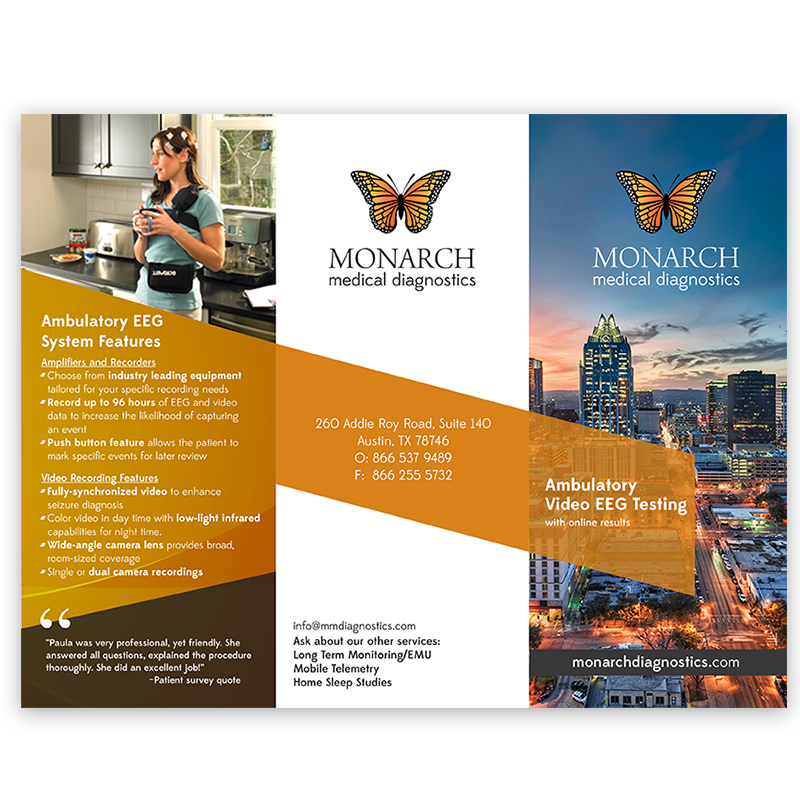 Ambulatory EEG
System Features
Amplifiers and Recorders
Choose from industry leading equipment
tailored for your specific recording needs
Record up to 96 hours of EEG and video
data to increase the likelihood of capturing
an event
Push button feature allows the patient to
mark specific events for later review
Video Recording Features
Fully-synchronized video to enhance
seizure diagnosis
Color video in day time with low-light infrared
capabilities for night time.
Wide-angle camera lens provides broad,
room-sized coverage
Single or dual camera recordings
“
"Paula was very professional, yet friendly. She
answered all questions, explained the procedure
thoroughly. She did an excellent job!"
~Patient survey quote
MONARCH
medical diagnostics
260 Addie Roy Road, Suite 140
Austin, TX 78746
O: 866 537 9489
F: 866 255 5732
info@mmdiagnostics.com
Ask about our other services:
Long Term Monitoring/EMU
Mobile Telemetry
Home Sleep Studies
MONARCH
medical diagnostics
Ambulatory
Video EEG Testing
with online results
monarchdiagnostics.com